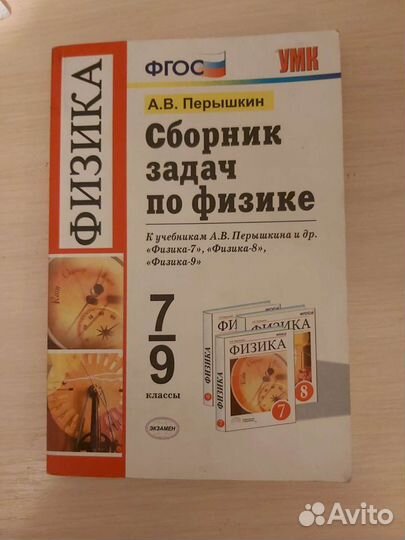 ФИЗИКА
ФГОС
УМК
А.В. Перышкин
Сборник
задач
по физике
К учебникам А.В. Перышкина и др.
«Физика-7», «Физика-8»,
«Физика-9»
7
9
классы
ЭКЗАМЕН
ФИЗИКА
ФИЗИКА
ФИЗИКА
7
8
Avito